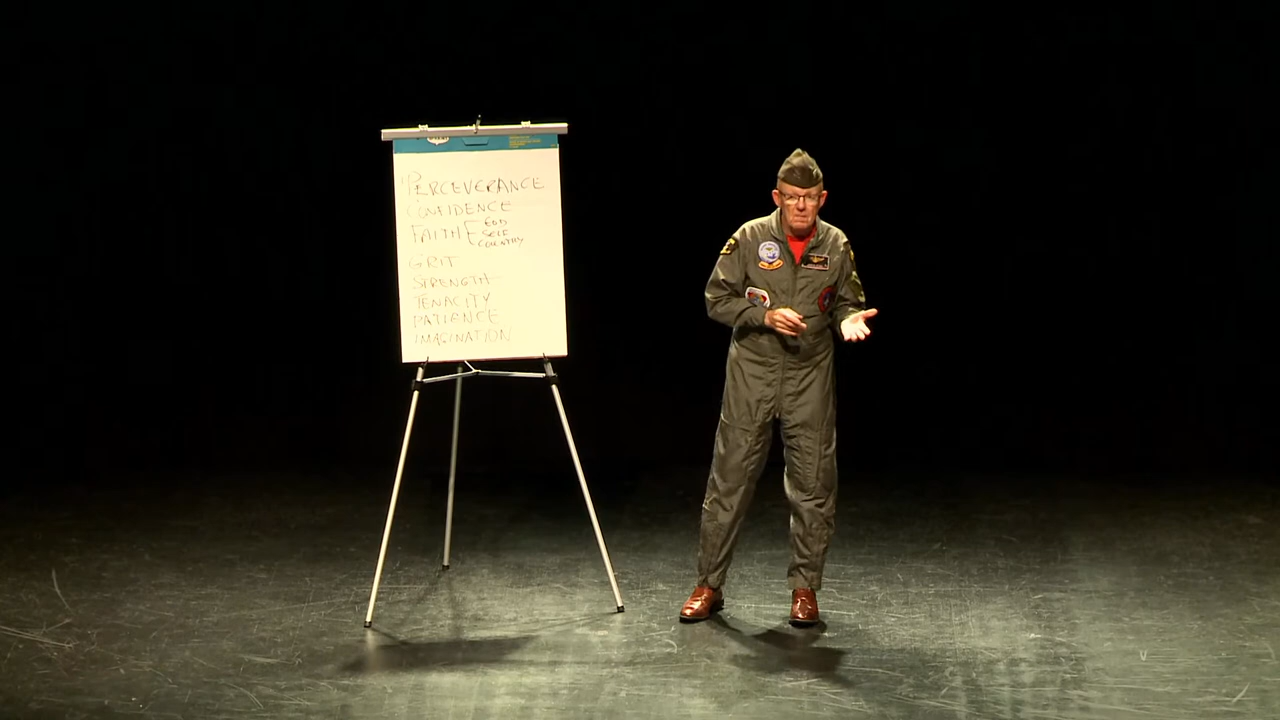 PERCEVERANCE
CONFIDENCE
FAITH GOD
SELF
COUNTRY
GRIT
STRENGTH
TENACITY
PATIENCE
IMAGINATION